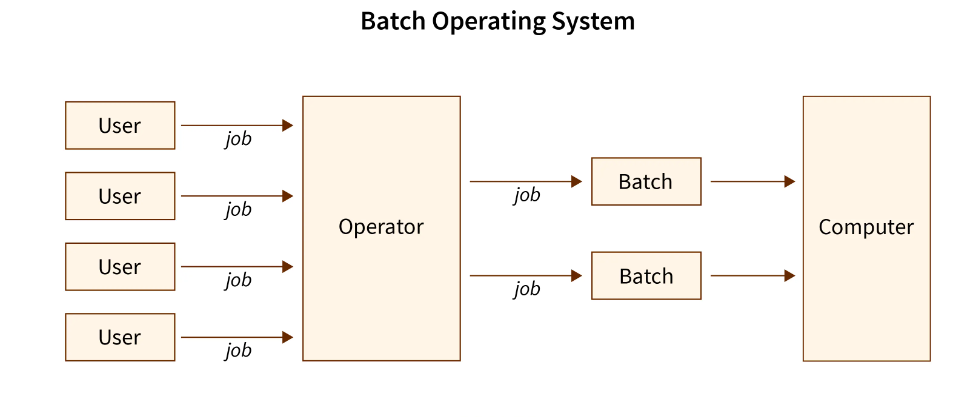 Batch Operating System
User
job
User
job
User
job
User
job
Operator
job
Batch
job
Batch
Computer